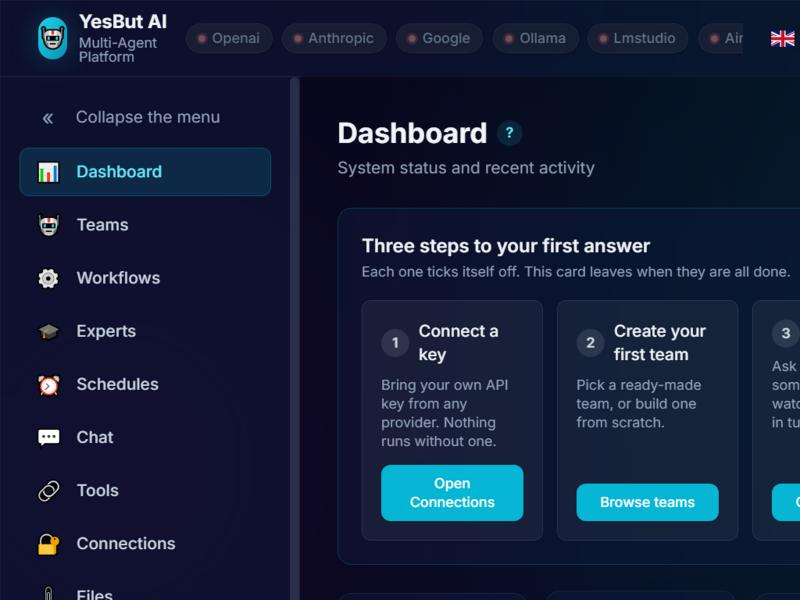 YesBut AI
Multi-Agent
Platform
Openai
Anthropic
Google
Ollama
Lmstudio
Collapse the menu
Dashboard
Teams
Workflows
Experts
Schedules
Chat
Tools
Connections
Files
Dashboard ?
System status and recent activity
Three steps to your first answer
Each one ticks itself off. This card leaves when they are all done.
1
Connect a
key
Bring your own API
key from any
provider. Nothing
runs without one.
Open
Connections
2
Create your
first team
Pick a ready-made
team, or build one
from scratch.
Browse teams
3
Ask
in